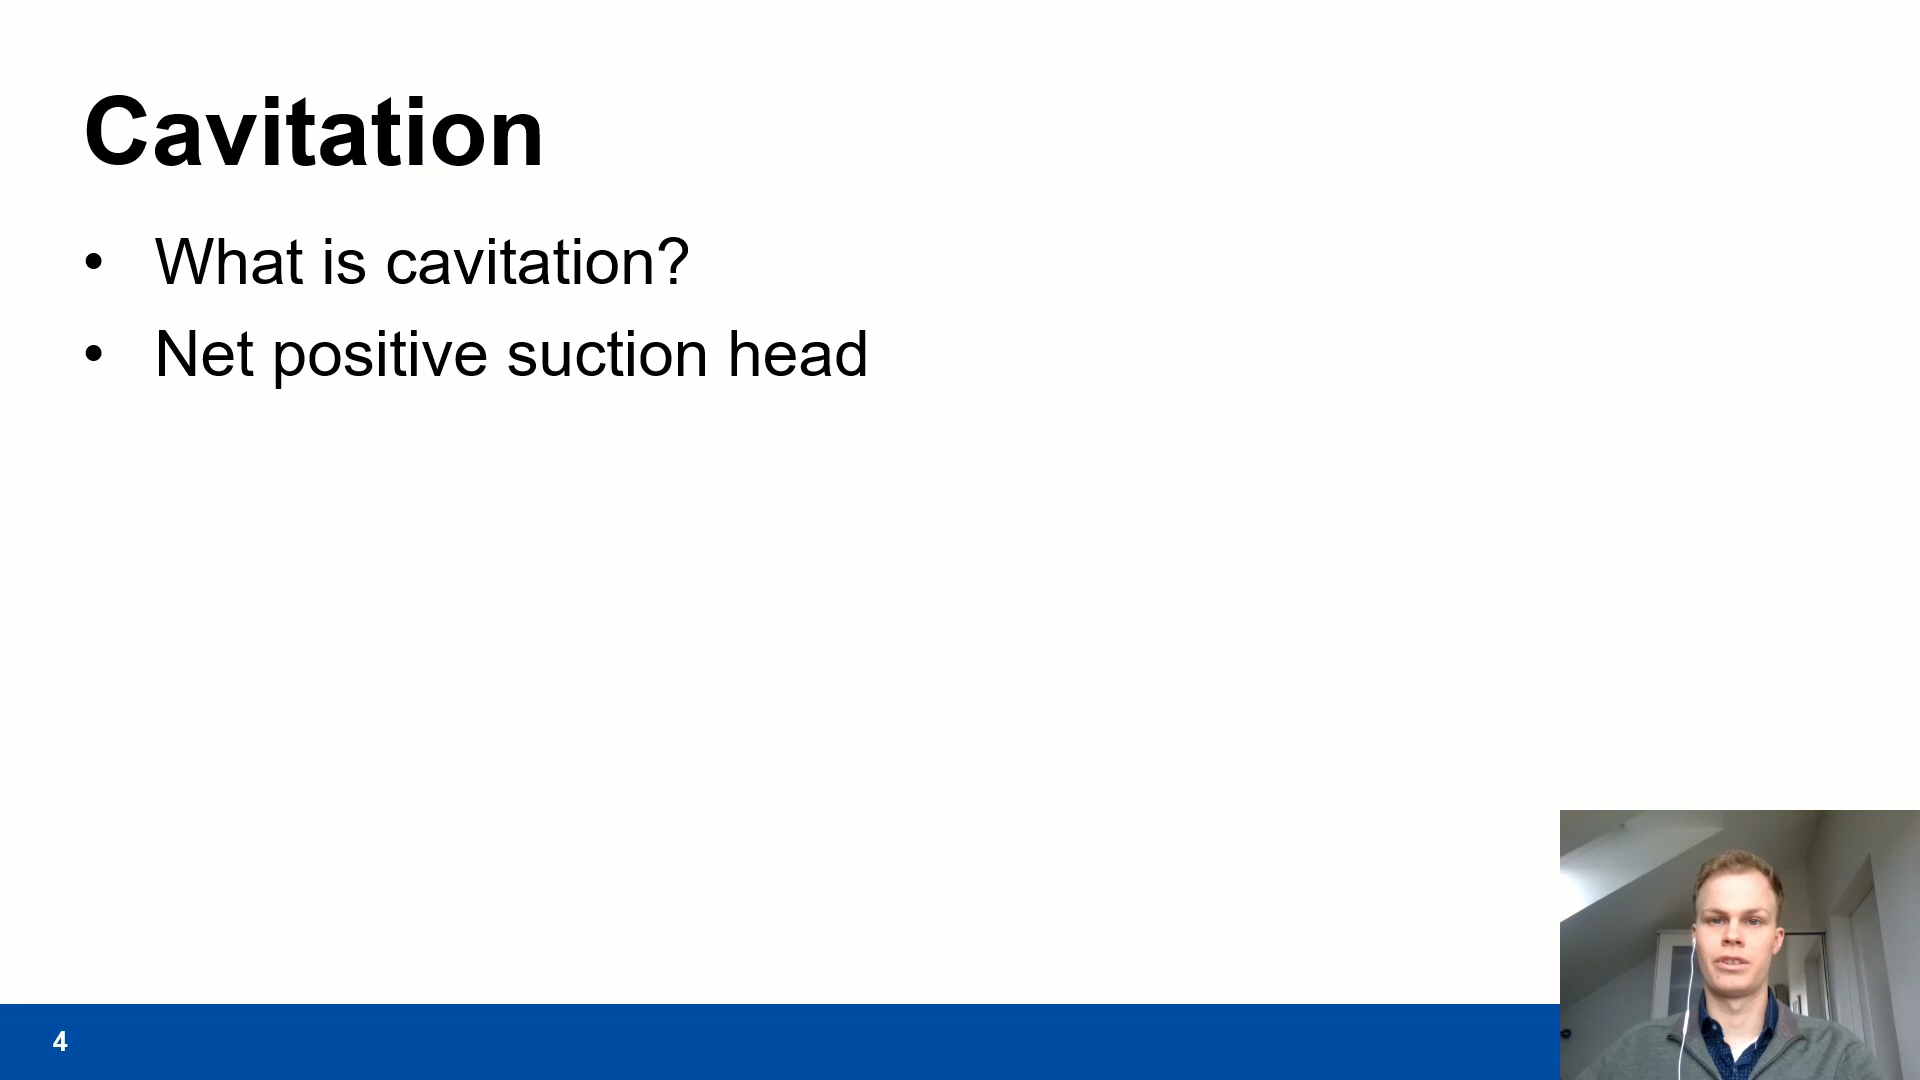 Cavitation
• What is cavitation?
• Net positive suction head
4